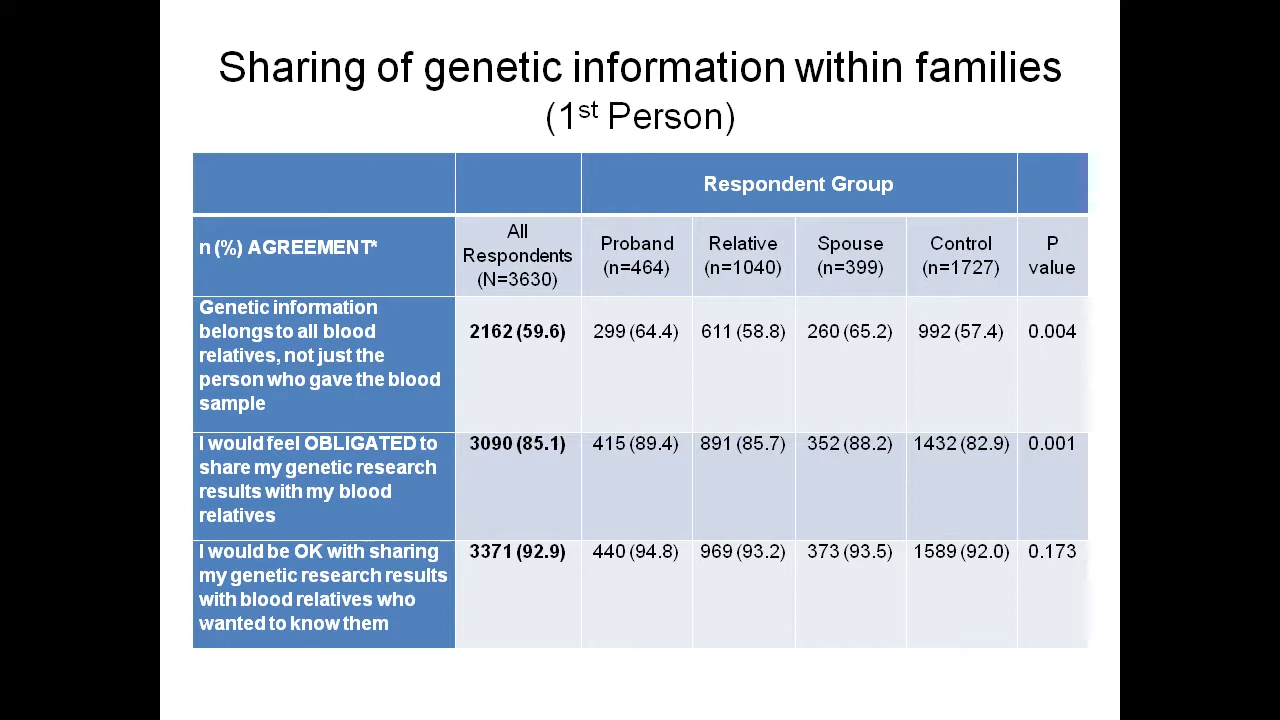 Sharing of genetic information within families
(1st Person)
Respondent Group
n (%) AGREEMENT*
All
Respondents
(N=3630)
Proband
(n=464)
Relative
(n=1040)
Spouse
(n=399)
Control
(n=1727)
P
value
Genetic information
belongs to all blood
relatives, not just the
person who gave the blood
sample
2162 (59.6)
299 (64.4)
611 (58.8)
260 (65.2)
992 (57.4)
0.004
I would feel OBLIGATED to
share my genetic research
results with my blood
relatives
3090 (85.1)
415 (89.4)
891 (85.7)
352 (88.2)
1432 (82.9)
0.001
I would be OK with sharing
my genetic research results
with blood relatives who
wanted to know them
3371 (92.9)
440 (94.8)
969 (93.2)
373 (93.5)
1589 (92.0)
0.173